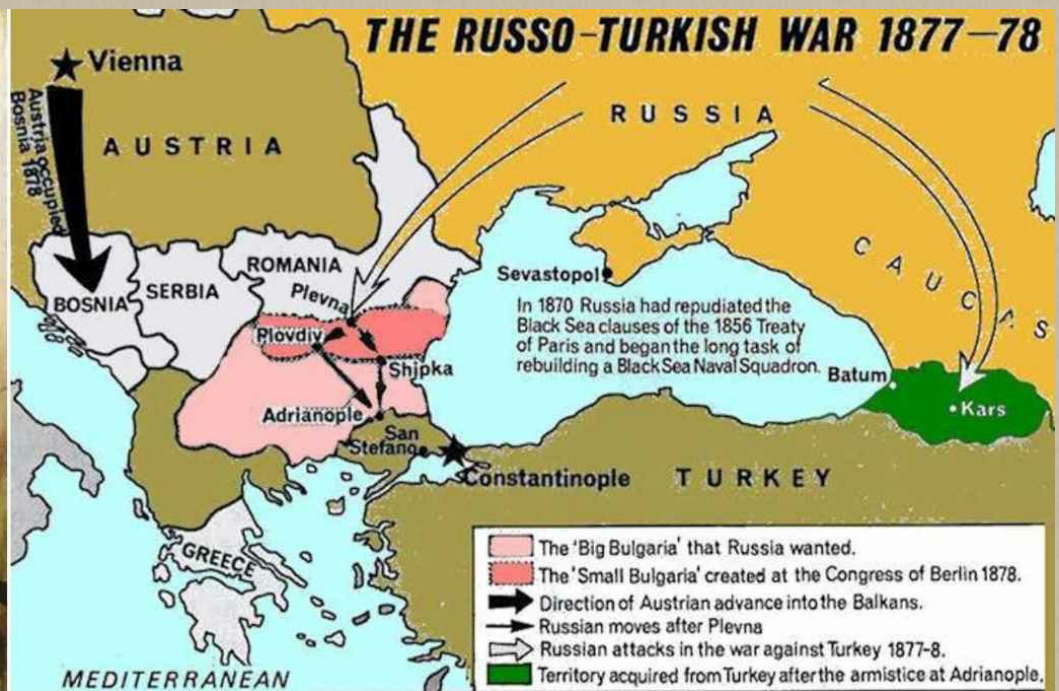 THE RUSSO-TURKISH WAR 1877-78
Vienna
Austria occupied
Bosnia 1878
AUSTRIA
RUSSIA
CAUCAS
ROMANIA
BOSNIA
SERBIA
Plevna
Plovdiv
Shipka
Adrianople
San
Stefano
Constantinople
Sevastopol
In 1870 Russia had repudiated the
Black Sea clauses of the 1856 Treaty
of Paris and began the long task of
rebuilding a Black Sea Naval Squadron.
Batum
Kars
TURKEY
GREECE
MEDITERRANEAN
The 'Big Bulgaria' that Russia wanted.
The 'Small Bulgaria' created at the Congress of Berlin 1878.
Direction of Austrian advance into the Balkans.
Russian moves after Plevna
Russian attacks in the war against Turkey 1877-8.
Territory acquired from Turkey after the armistice at Adrianople.